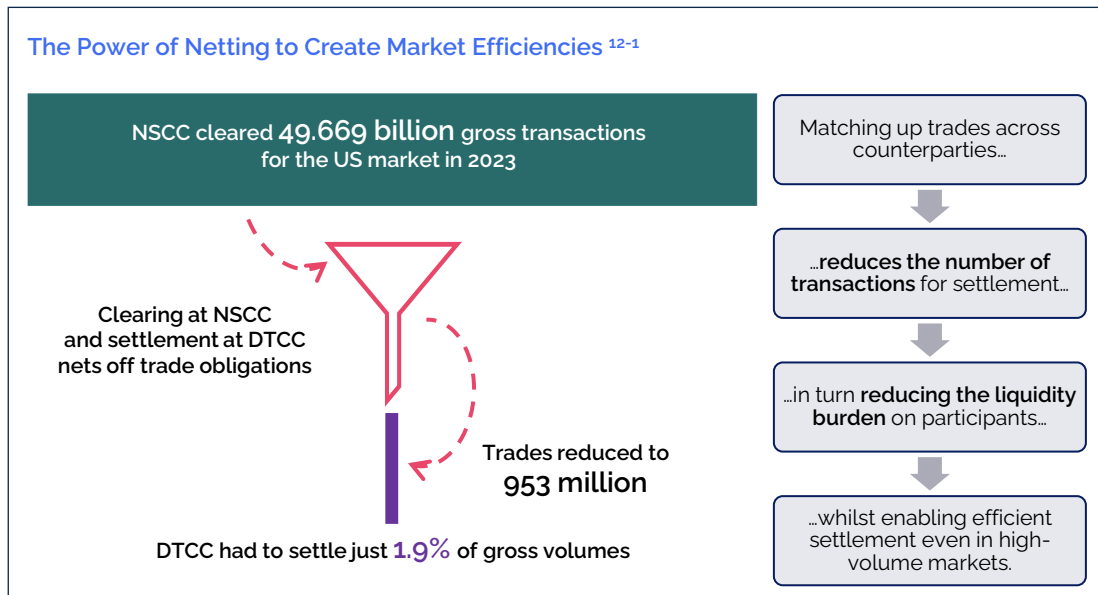 The Power of Netting to Create Market Efficiencies 12-1
NSCC cleared 49.669 billion gross transactions
for the US market in 2023
Clearing at NSCC
and settlement at DTCC
nets off trade obligations
Trades reduced to
953 million
DTCC had to settle just 1.9% of gross volumes
Matching up trades across
counterparties…
…reduces the number of
transactions for settlement…
…in turn reducing the liquidity
burden on participants…
…whilst enabling efficient
settlement even in high-
volume markets.